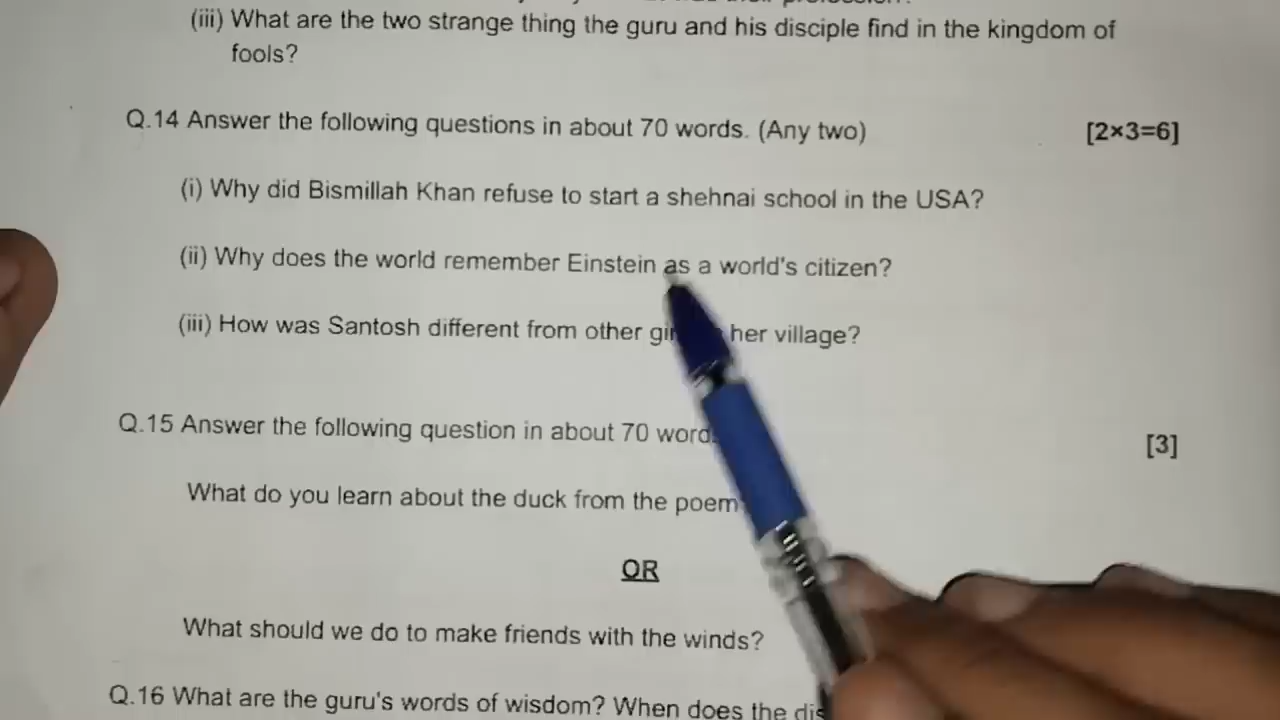 (iii) What are the two strange thing the guru and his disciple find in the kingdom of
fools?
Q.14 Answer the following questions in about 70 words. (Any two) [2×3=6]
(i) Why did Bismillah Khan refuse to start a shehnai school in the USA?
(ii) Why does the world remember Einstein as a world's citizen?
(iii) How was Santosh different from other her village?
Q.15 Answer the following question in about 70 [3]
What do you learn about the duck from the poem
OR
What should we do to make friends with the winds?
Q.16 What are the guru's words of wisdom? When does the